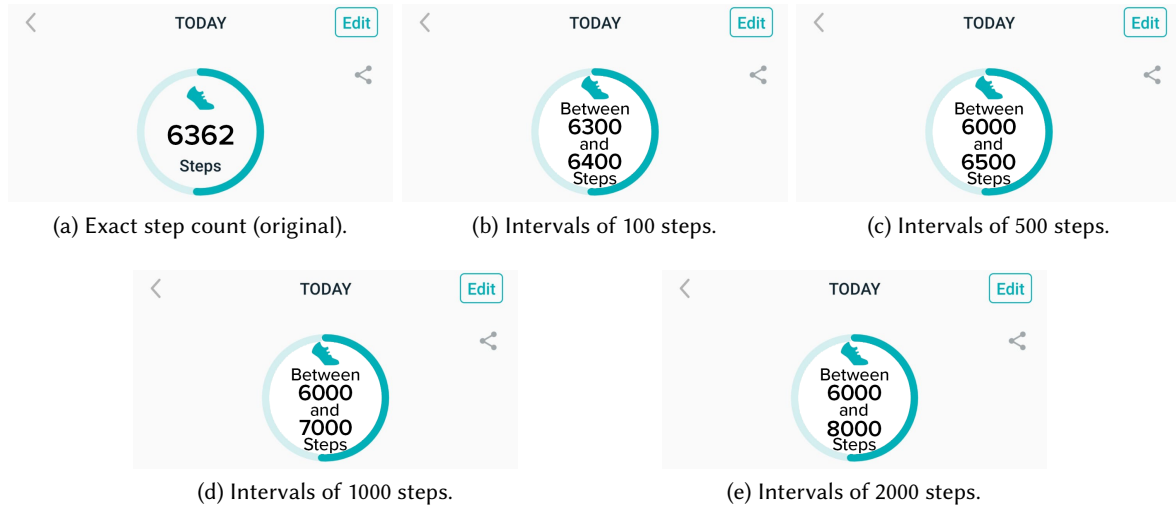 TODAY
Edit
6362
Steps
(a) Exact step count (original).
TODAY
Edit
Between
6300
and
6400
Steps
(b) Intervals of 100 steps.
TODAY
Edit
Between
6000
and
6500
Steps
(c) Intervals of 500 steps.
TODAY
Edit
Between
6000
and
7000
Steps
(d) Intervals of 1000 steps.
TODAY
Edit
Between
6000
and
8000
Steps
(e) Intervals of 2000 steps.